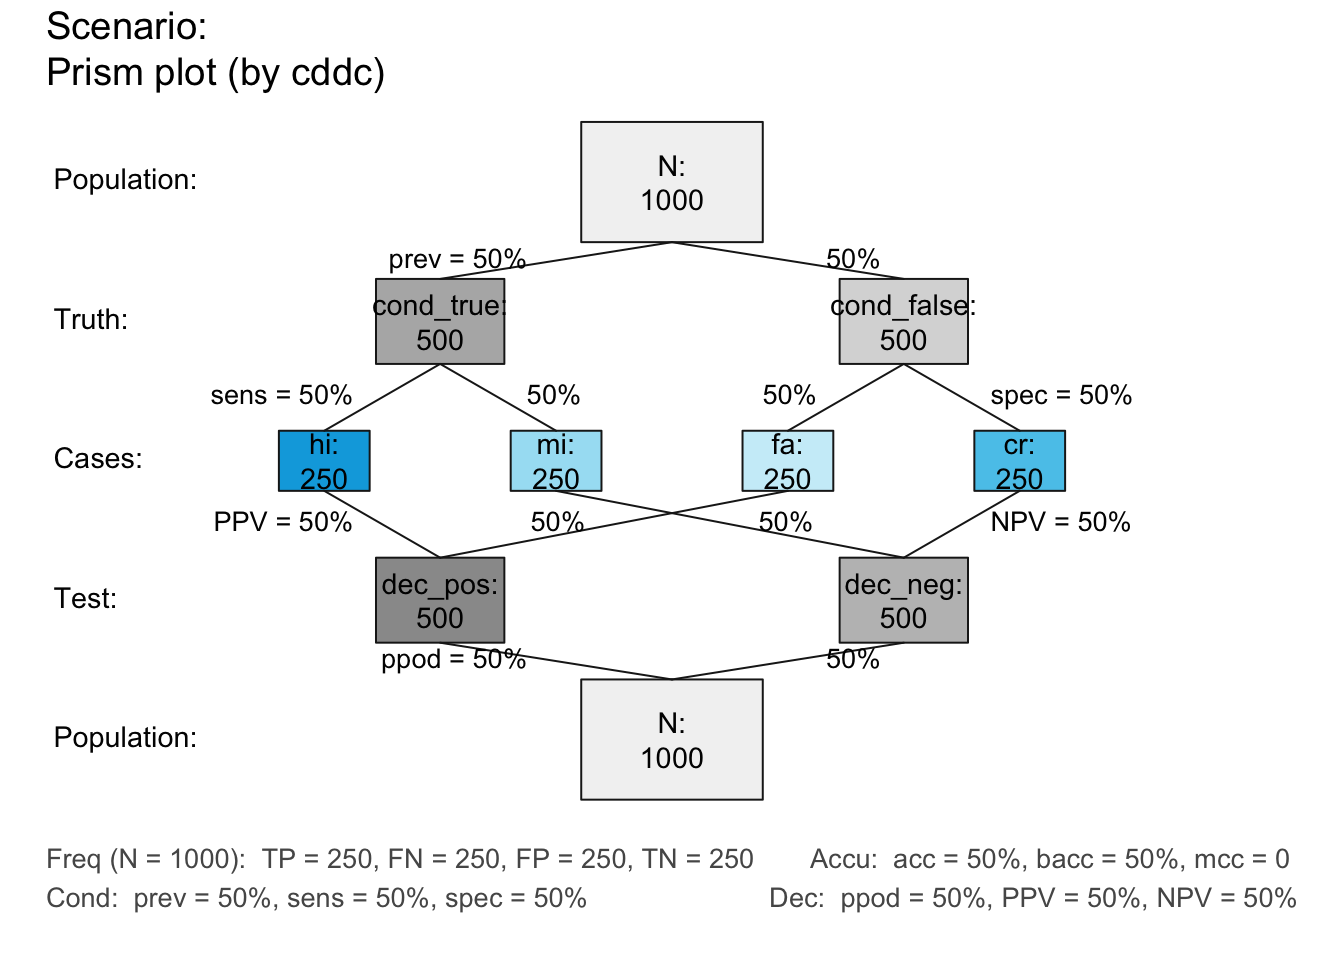 Scenario:
Prism plot (by cddc)
Population:
N:
1000
prev = 50%
50%
Truth:
cond_true:
500
cond_false:
500
sens = 50%
50%
50%
spec = 50%
Cases:
hi:
250
mi:
250
fa:
250
cr:
250
PPV = 50%
50%
50%
NPV = 50%
Test:
dec_pos:
500
dec_neg:
500
ppod = 50%
50%
Population:
N:
1000
Freq (N = 1000):  TP = 250, FN = 250, FP = 250, TN = 250
Accu:  acc = 50%, bacc = 50%, mcc = 0
Cond:  prev = 50%, sens = 50%, spec = 50%
Dec:  ppod = 50%, PPV = 50%, NPV = 50%